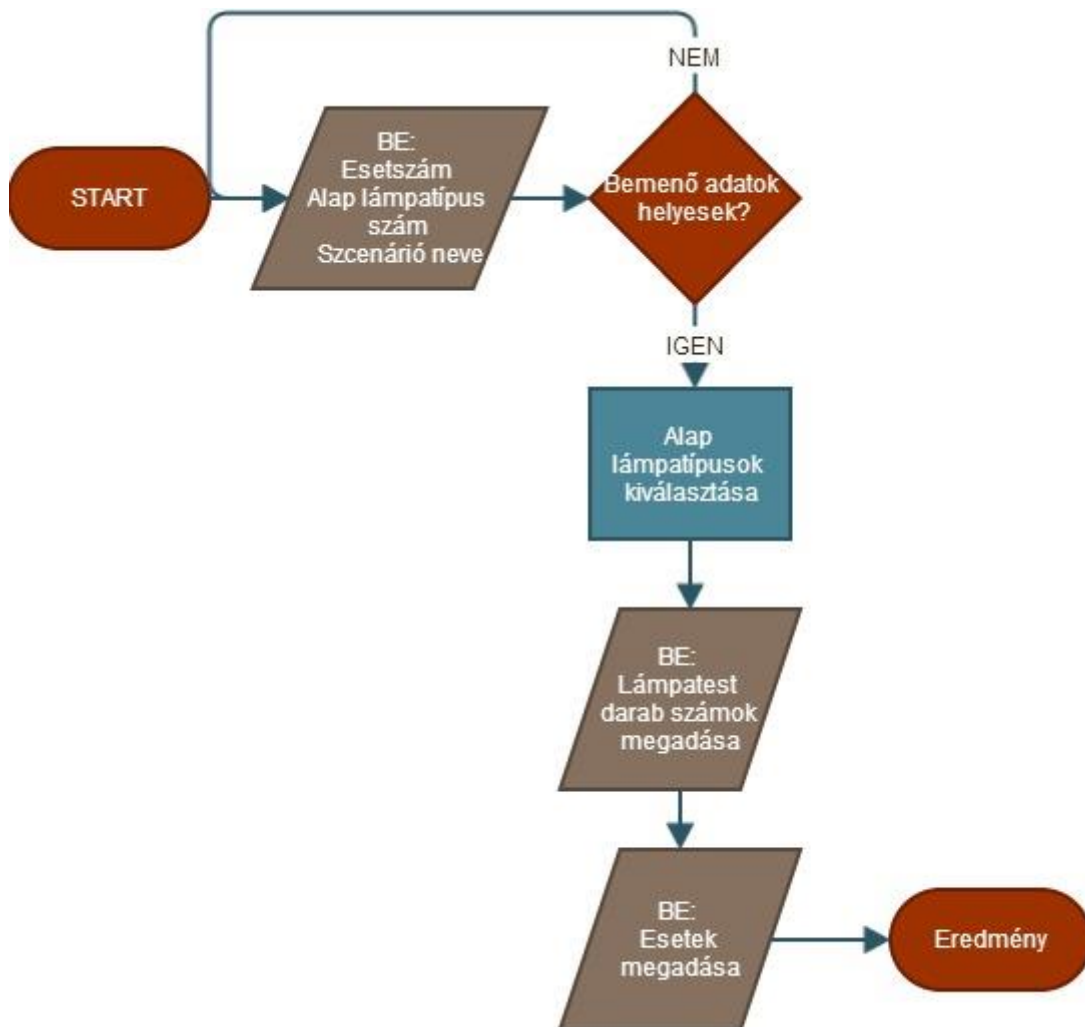 NEM
START
BE:
Esetszám
Alap lámpatípus
szám
Szcenárió neve
Bemenő adatok
helyesek?
IGEN
Alap
lámpatípusok
kiválasztása
BE:
Lámpatest
darab számok
megadása
BE:
Esetek
megadása
Eredmény